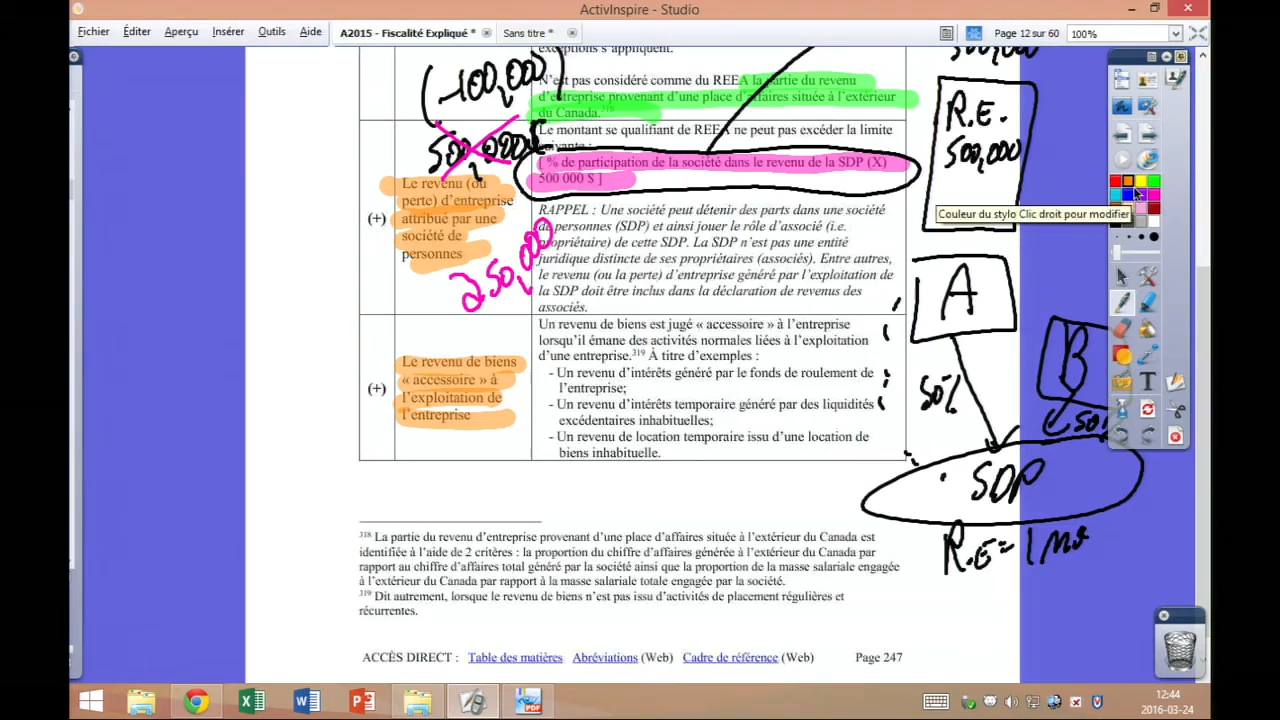 ActivInspire - Studio
Fichier Éditer Aperçu Insérer Outils Aide
A2015 - Fiscalité Expliqué *
Sans titre *
Page 12 sur 60
100%
exceptions s'appliquent.
N'est pas considéré comme du REEA la partie du revenu
d'entreprise provenant d'une place d'affaires située à l'extérieur
du Canada.318
(-100,000)
500,000
250,000
(+)
Le revenu (ou
perte) d'entreprise
attribué par une
société de
personnes
Le montant se qualifiant de REEA ne peut pas excéder la limite
suivante :
[ % de participation de la société dans le revenu de la SDP (X)
500 000 $ ]
RAPPEL : Une société peut détenir des parts dans une société
de personnes (SDP) et ainsi jouer le rôle d'associé (i.e.
propriétaire) de cette SDP. La SDP n'est pas une entité
juridique distincte de ses propriétaires (associés). Entre autres,
le revenu (ou la perte) d'entreprise généré par l'exploitation de
la SDP doit être inclus dans la déclaration de revenus des
associés.
(+)
Le revenu de biens
« accessoire » à
l'exploitation de
l'entreprise
Un revenu de biens est jugé « accessoire » à l'entreprise
lorsqu'il émane des activités normales liées à l'exploitation
d'une entreprise.319 À titre d'exemples :
- Un revenu d'intérêts généré par le fonds de roulement de
l'entreprise;
- Un revenu d'intérêts temporaire généré par des liquidités
excédentaires inhabituelles;
- Un revenu de location temporaire issu d'une location de
biens inhabituelle.
R.E.
500,000
Couleur du stylo Clic droit pour modifier
A
B
50%
50%
SDP
R.E =
318 La partie du revenu d'entreprise provenant d'une place d'affaires située à l'extérieur du Canada est
identifiée à l'aide de 2 critères : la proportion du chiffre d'affaires générée à l'extérieur du Canada par
rapport au chiffre d'affaires total généré par la société ainsi que la proportion de la masse salariale engagée
à l'extérieur du Canada par rapport à la masse salariale totale engagée par la société.
319 Dit autrement, lorsque le revenu de biens n'est pas issu d'activités de placement régulières et
récurrentes.
ACCÈS DIRECT : Table des matières Abréviations (Web) Cadre de référence (Web) Page 247
12:44
2016-03-24